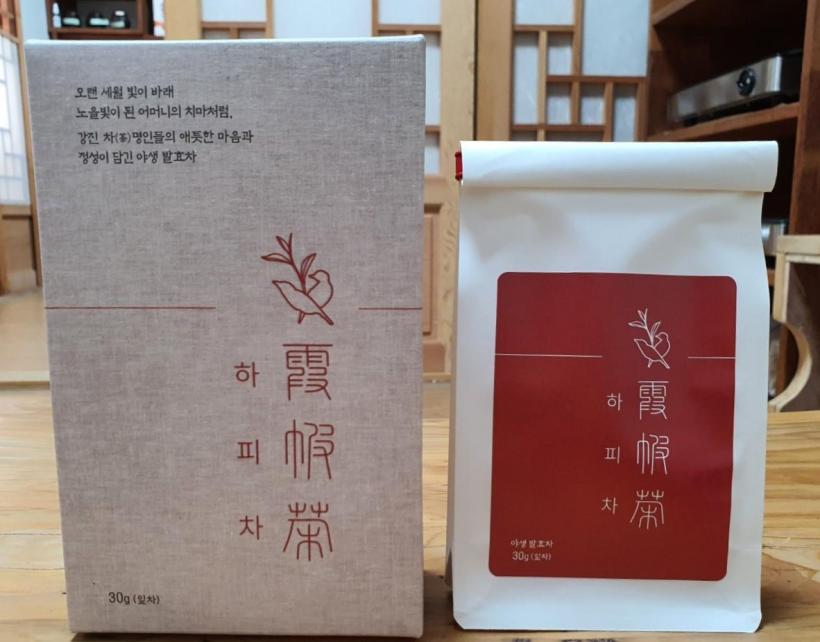 오랜 세월 빛이 바래
노을빛이 된 어머니의 치마처럼,
강진 차(茶)명인들의 애틋한 마음과
정성이 담긴 야생 발효차
하피차
霞帔茶
30g (잎차)
하피차
霞帔茶
야생 발효차
30g (잎차)